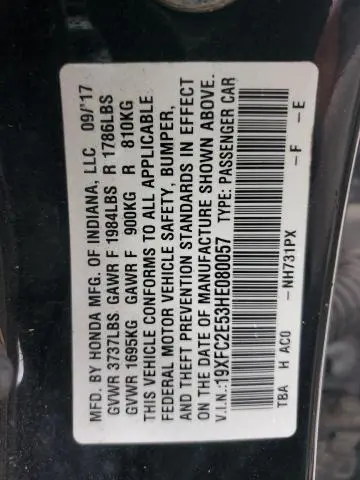 MFD. BY HONDA MFG. OF INDIANA, LLC 09/'17
GVWR 3737LBS. GAWR F 1984LBS R 1786LBS
GVWR 1695KG GAWR F 900KG R 810KG
THIS VEHICLE CONFORMS TO ALL APPLICABLE
FEDERAL MOTOR VEHICLE SAFETY, BUMPER,
AND THEFT PREVENTION STANDARDS IN EFFECT
ON THE DATE OF MANUFACTURE SHOWN ABOVE.
V.I.N.:19XFC2E53HE080057 TYPE: PASSENGER CAR
TBA H AC0 -NH731PX -F -E